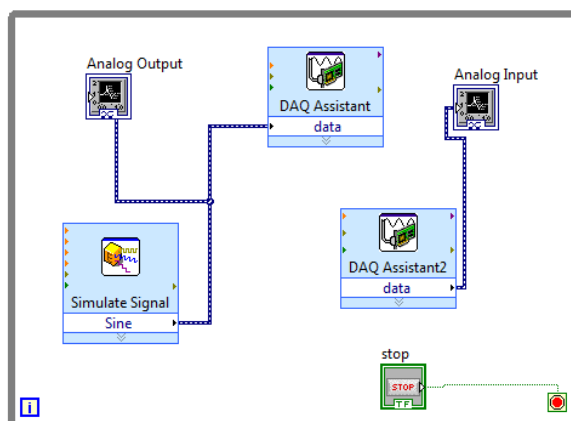 Analog Output
DAQ Assistant
data
Analog Input
Simulate Signal
Sine
DAQ Assistant2
data
stop
STOP
TF
i